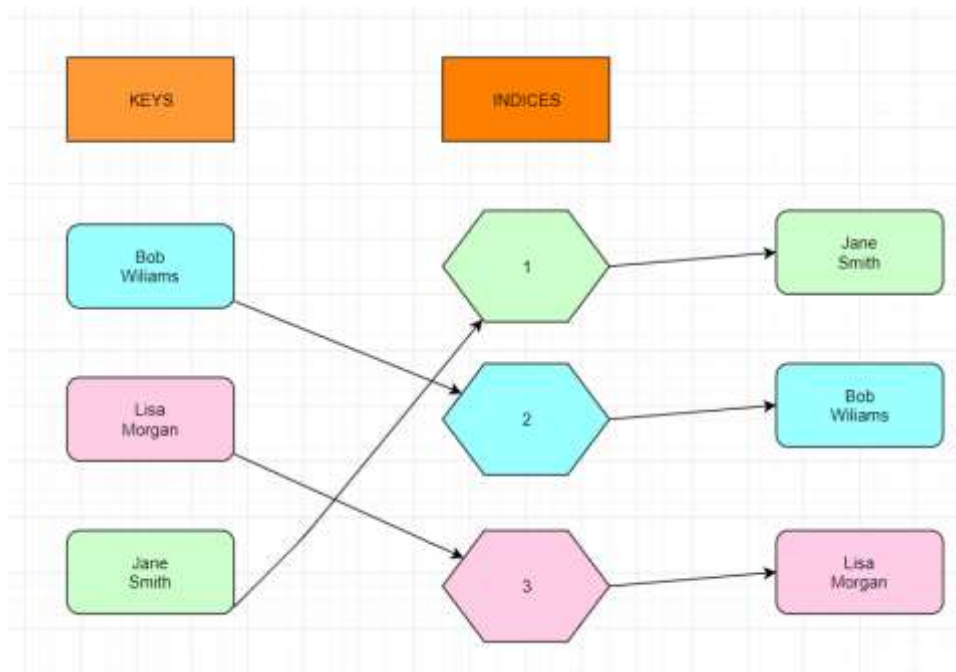 KEYS
INDICES
Bob
Wiliams
1
Jane
Smith
Lisa
Morgan
2
Bob
Wiliams
Jane
Smith
3
Lisa
Morgan